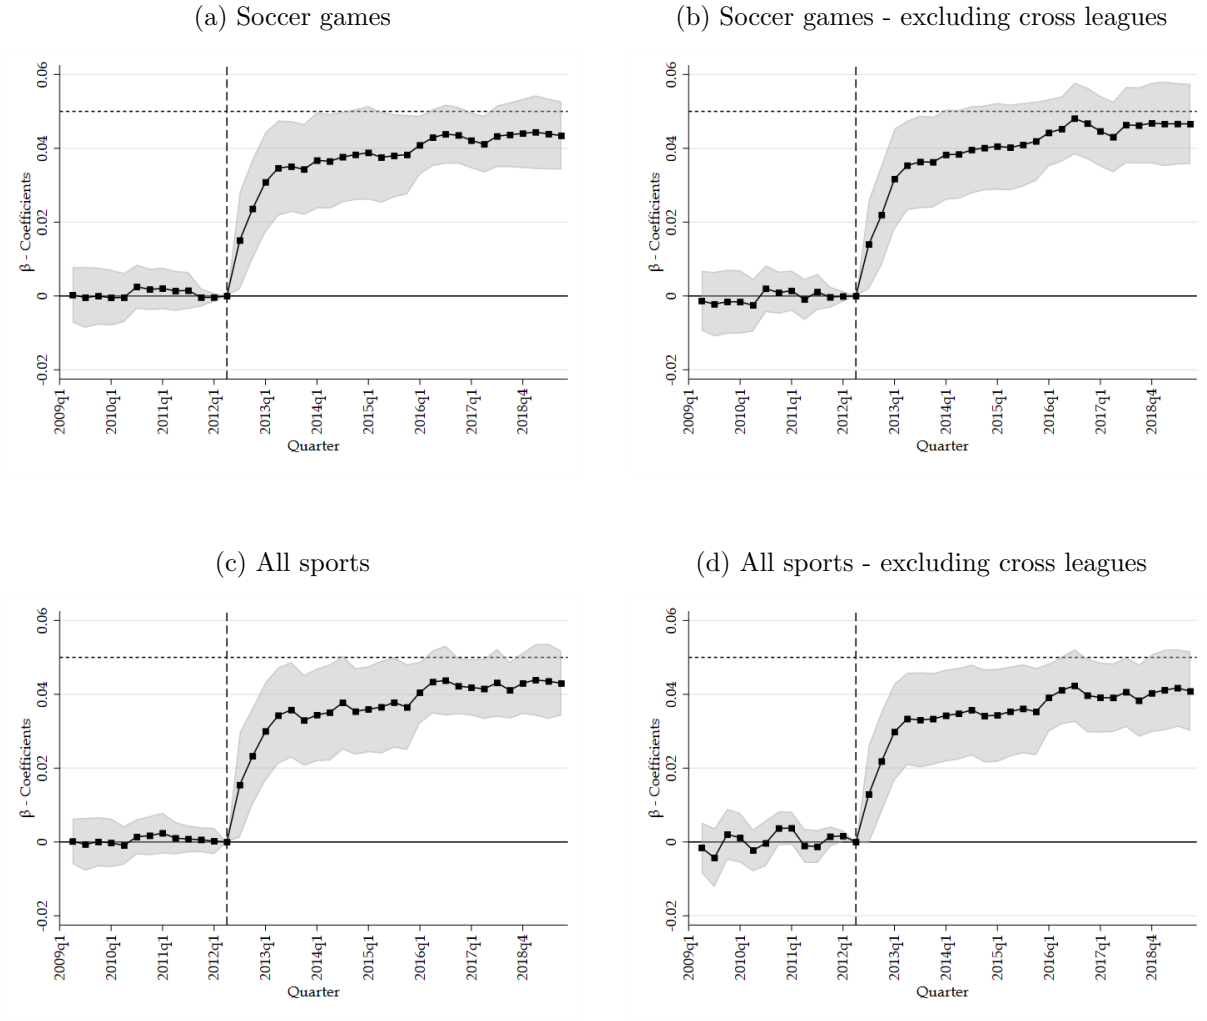 (a) Soccer games
0.06
0.04
0.02
0
-0.02
β - Coefficients
2009q1
2010q1
2011q1
2012q1
2013q1
2014q1
2015q1
2016q1
2017q1
2018q4
Quarter
(b) Soccer games - excluding cross leagues
0.06
0.04
0.02
0
-0.02
β - Coefficients
2009q1
2010q1
2011q1
2012q1
2013q1
2014q1
2015q1
2016q1
2017q1
2018q4
Quarter
(c) All sports
0.06
0.04
0.02
0
-0.02
β - Coefficients
2009q1
2010q1
2011q1
2012q1
2013q1
2014q1
2015q1
2016q1
2017q1
2018q4
Quarter
(d) All sports - excluding cross leagues
0.06
0.04
0.02
0
-0.02
β - Coefficients
2009q1
2010q1
2011q1
2012q1
2013q1
2014q1
2015q1
2016q1
2017q1
2018q4
Quarter